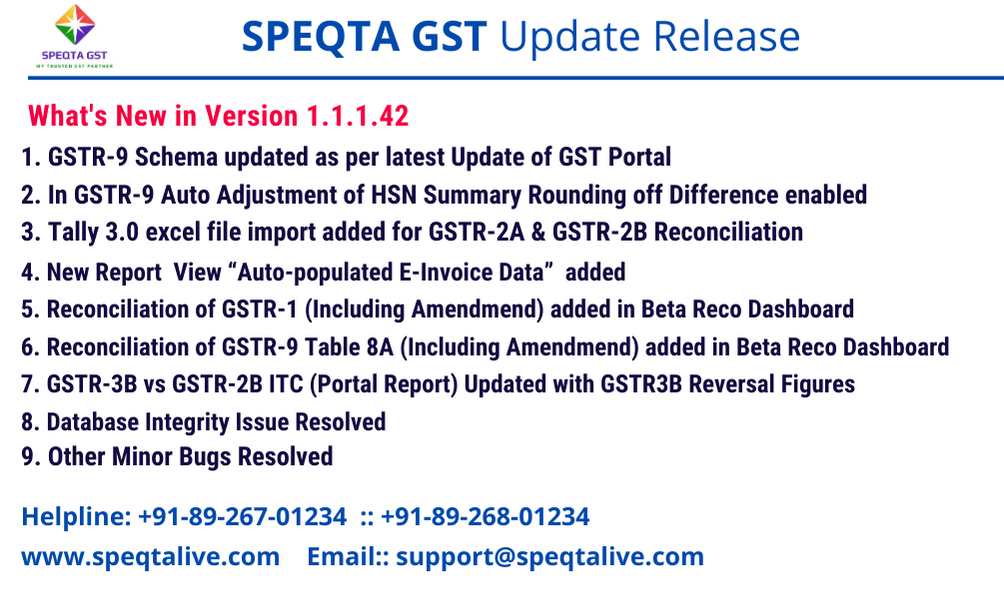 SPEQTA GST
MY TRUSTED GST PARTNER
SPEQTA GST Update Release
What's New in Version 1.1.1.42
1. GSTR-9 Schema updated as per latest Update of GST Portal
2. In GSTR-9 Auto Adjustment of HSN Summary Rounding off Difference enabled
3. Tally 3.0 excel file import added for GSTR-2A & GSTR-2B Reconciliation
4. New Report View “Auto-populated E-Invoice Data” added
5. Reconciliation of GSTR-1 (Including Amendmend) added in Beta Reco Dashboard
6. Reconciliation of GSTR-9 Table 8A (Including Amendmend) added in Beta Reco Dashboard
7. GSTR-3B vs GSTR-2B ITC (Portal Report) Updated with GSTR3B Reversal Figures
8. Database Integrity Issue Resolved
9. Other Minor Bugs Resolved
Helpline: +91-89-267-01234 :: +91-89-268-01234
www.speqtalive.com Email:: support@speqtalive.com